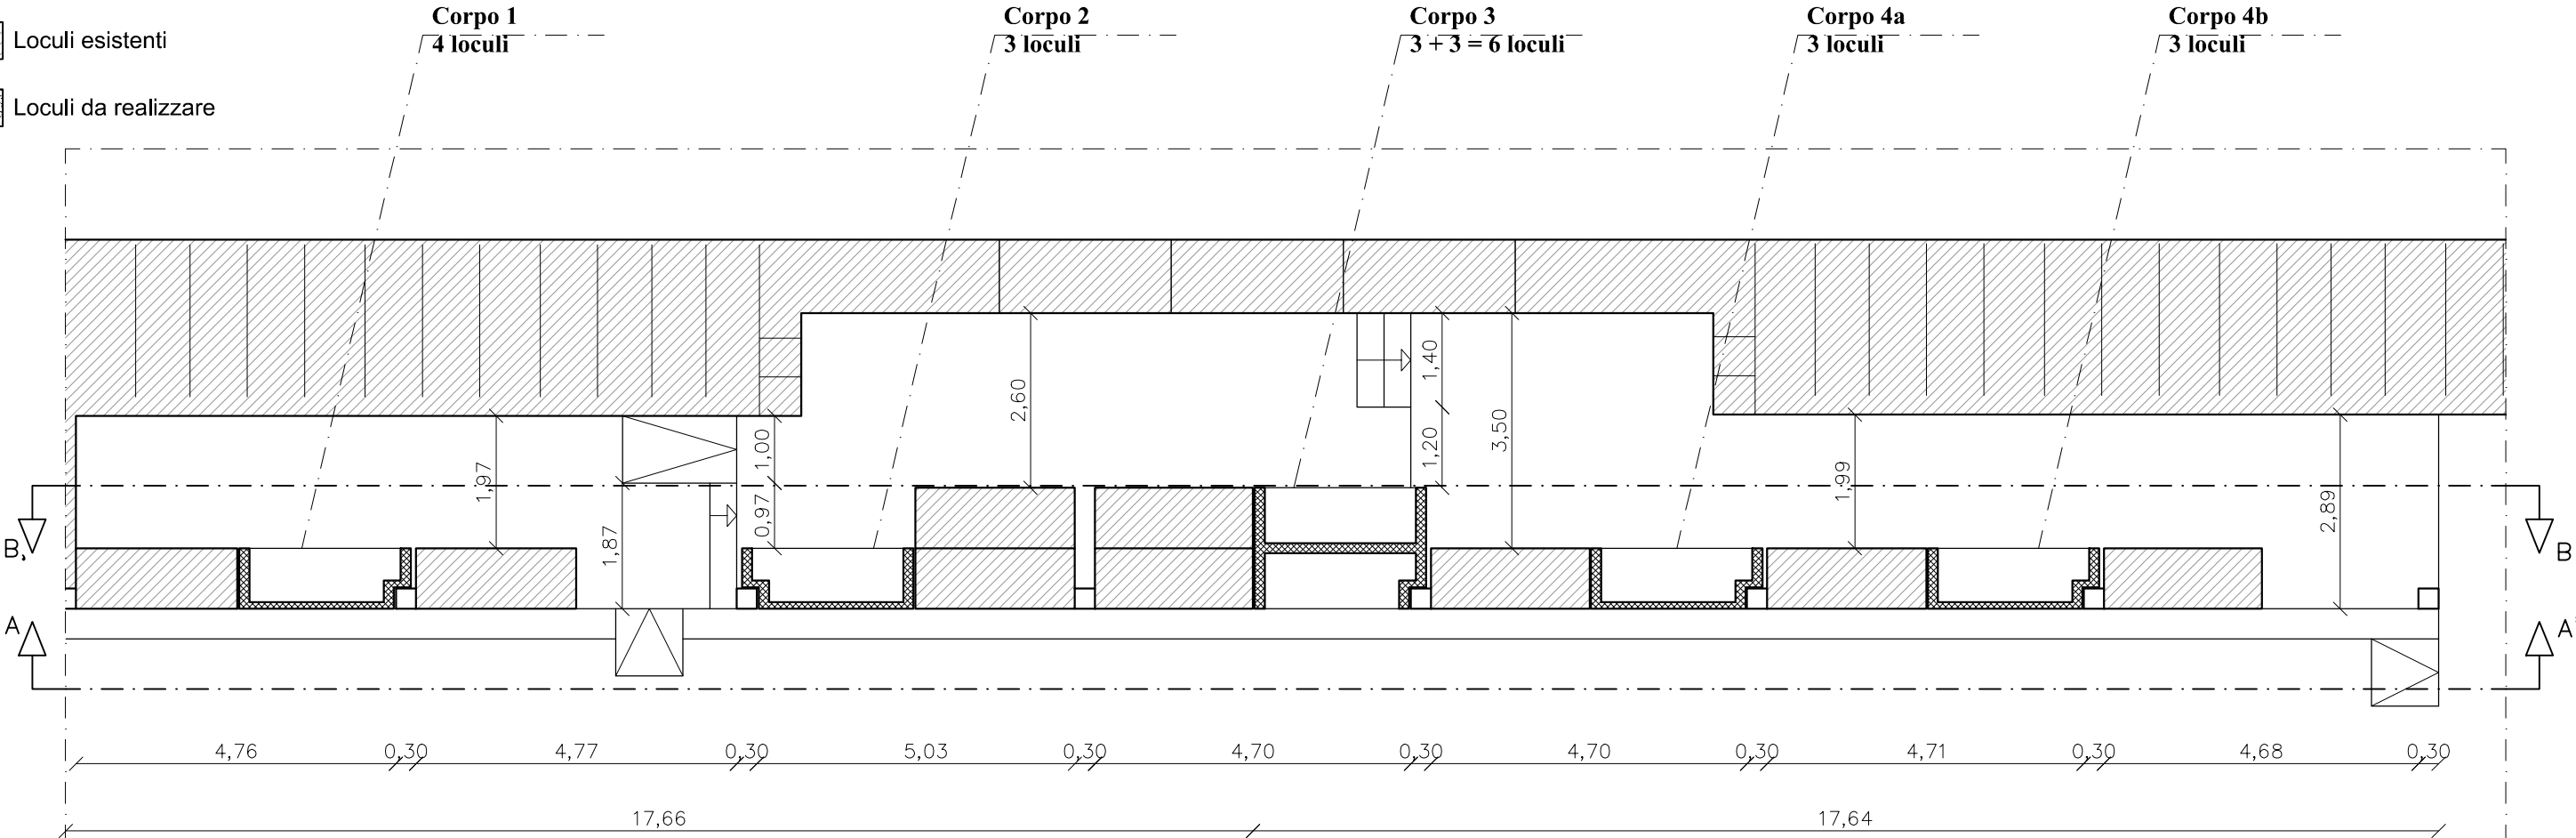 Corpo 1
4 loculi
Corpo 2
3 loculi
Corpo 3
3 + 3 = 6 loculi
Corpo 4a
3 loculi
Corpo 4b
3 loculi
Loculi esistenti
Loculi da realizzare
1,97
1,87
1,00
0,97
2,60
1,40
1,20
3,50
1,99
2,89
B,
B
A
A
4,76 0,30 4,77 0,30 5,03 0,30 4,70 0,30 4,70 0,30 4,71 0,30 4,68 0,30
17,66 17,64